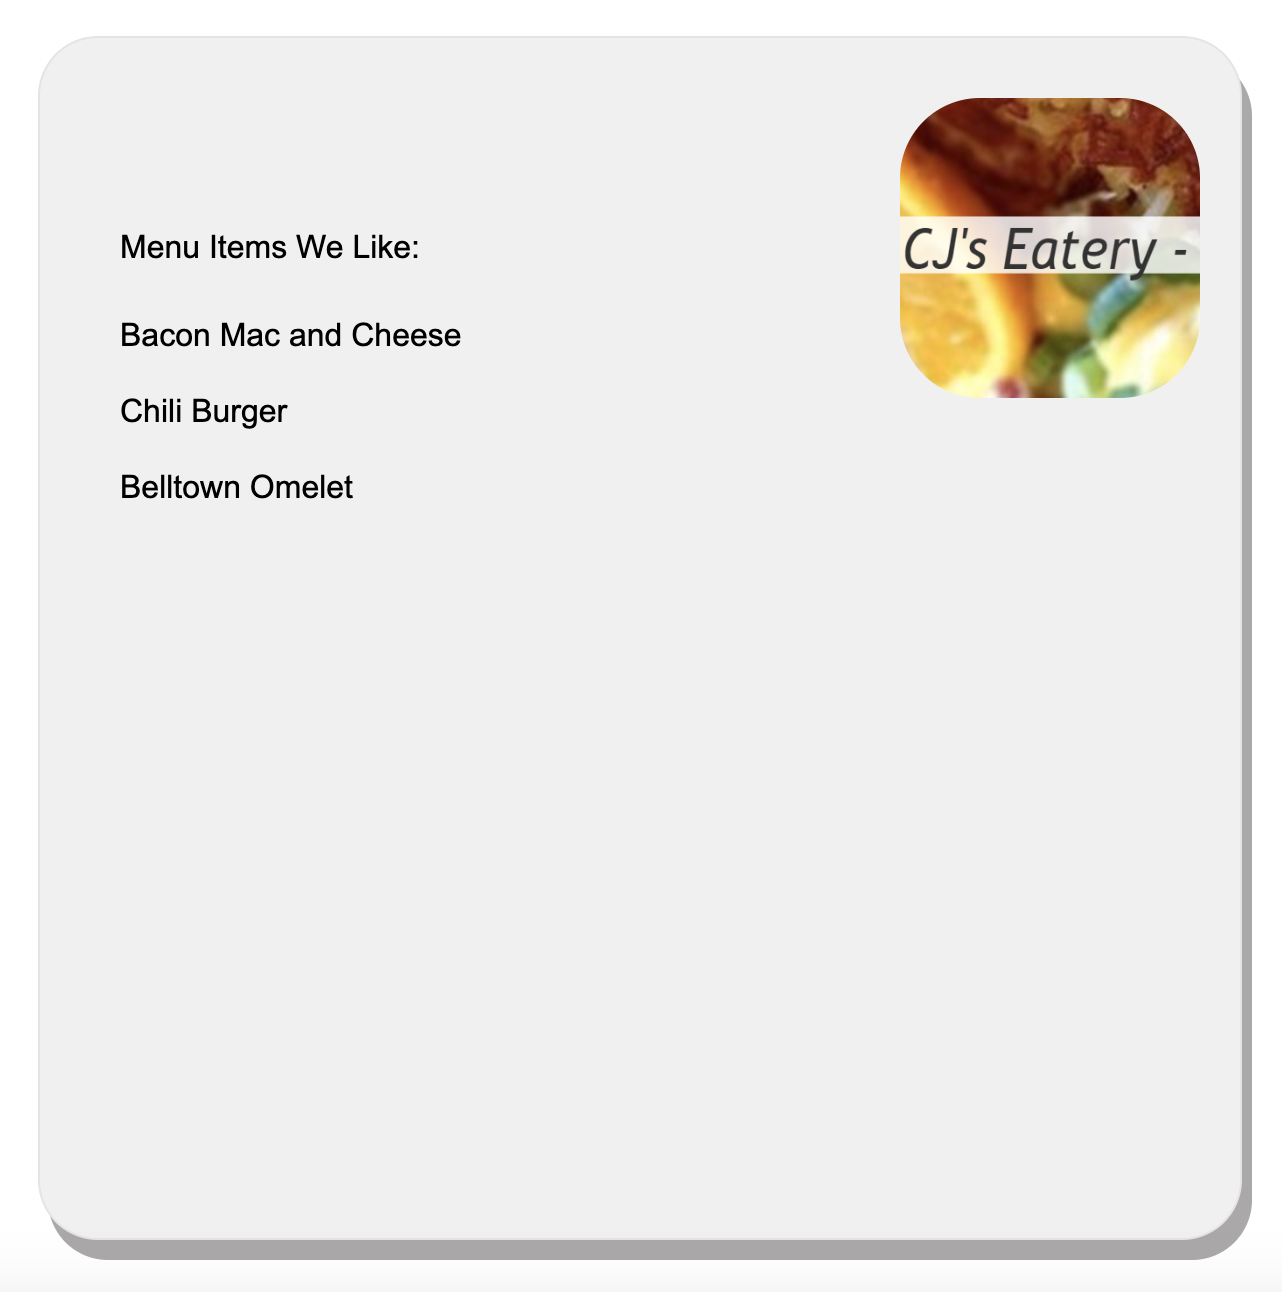 CJ's Eatery -
Menu Items We Like:
Bacon Mac and Cheese
Chili Burger
Belltown Omelet